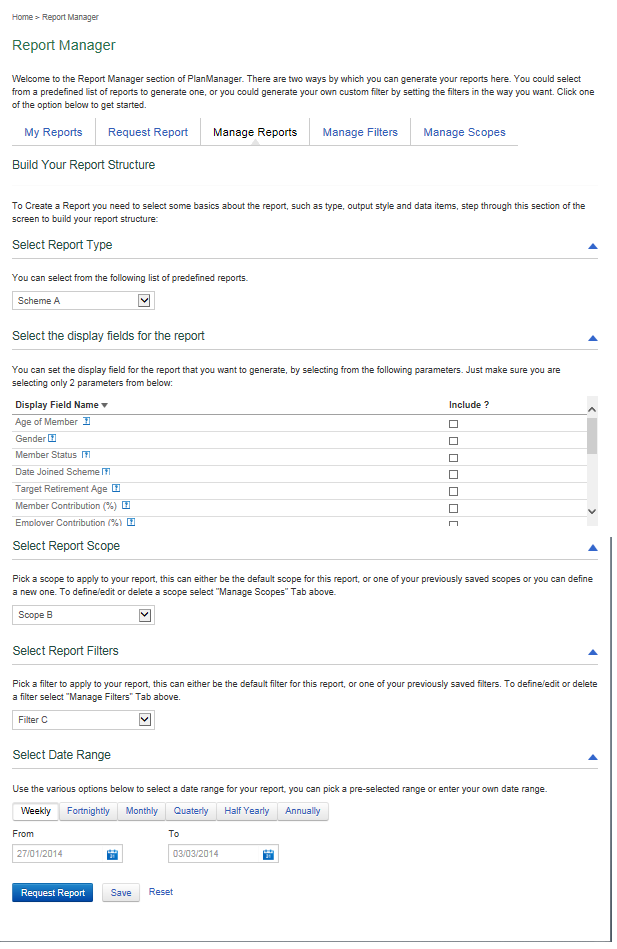 Home > Report Manager
Report Manager
Welcome to the Report Manager section of PlanManager. There are two ways by which you can generate your reports here. You could select
from a predefined list of reports to generate one, or you could generate your own custom filter by setting the filters in the way you want. Click one
of the option below to get started.
My Reports Request Report Manage Reports Manage Filters Manage Scopes
Build Your Report Structure
To Create a Report you need to select some basics about the report, such as type, output style and data items, step through this section of the
screen to build your report structure:
Select Report Type
You can select from the following list of predefined reports.
Scheme A
Select the display fields for the report
You can set the display field for the report that you want to generate, by selecting from the following parameters. Just make sure you are
selecting only 2 parameters from below:
Display Field Name Include ?
Age of Member
Gender
Member Status
Date Joined Scheme
Target Retirement Age
Member Contribution (%)
Employer Contribution (%)
Select Report Scope
Pick a scope to apply to your report, this can either be the default scope for this report, or one of your previously saved scopes or you can define
a new one. To define/edit or delete a scope select "Manage Scopes" Tab above.
Scope B
Select Report Filters
Pick a filter to apply to your report, this can either be the default filter for this report, or one of your previously saved filters. To define/edit or delete
a filter select "Manage Filters" Tab above.
Filter C
Select Date Range
Use the various options below to select a date range for your report, you can pick a pre-selected range or enter your own date range.
Weekly Fortnightly Monthly Quaterly Half Yearly Annually
From To
27/01/2014 03/03/2014
Request Report Save Reset